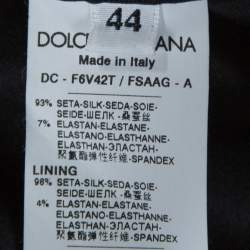 44
DOLC ANA
Made in Italy
DC - F6V42T / FSAAG - A
93% SETA-SILK-SEDA-SOIE-
SEIDE-ШЕЛК-桑蚕丝
7% ELASTAN-ELASTANE-
ELASTANO-ELASTHANNE-
ELASTHAN-ЭЛАСТАН-
聚氨酯弹性纤维-SPANDEX
LINING
96% SETA-SILK-SEDA-SOIE-
SEIDE-ШЕЛК-桑蚕丝
4% ELASTAN-ELASTANE-
ELASTANO-ELASTHANNE-
ELASTHAN-ЭЛАСТАН-
聚氨酯弹性纤维-SPANDEX